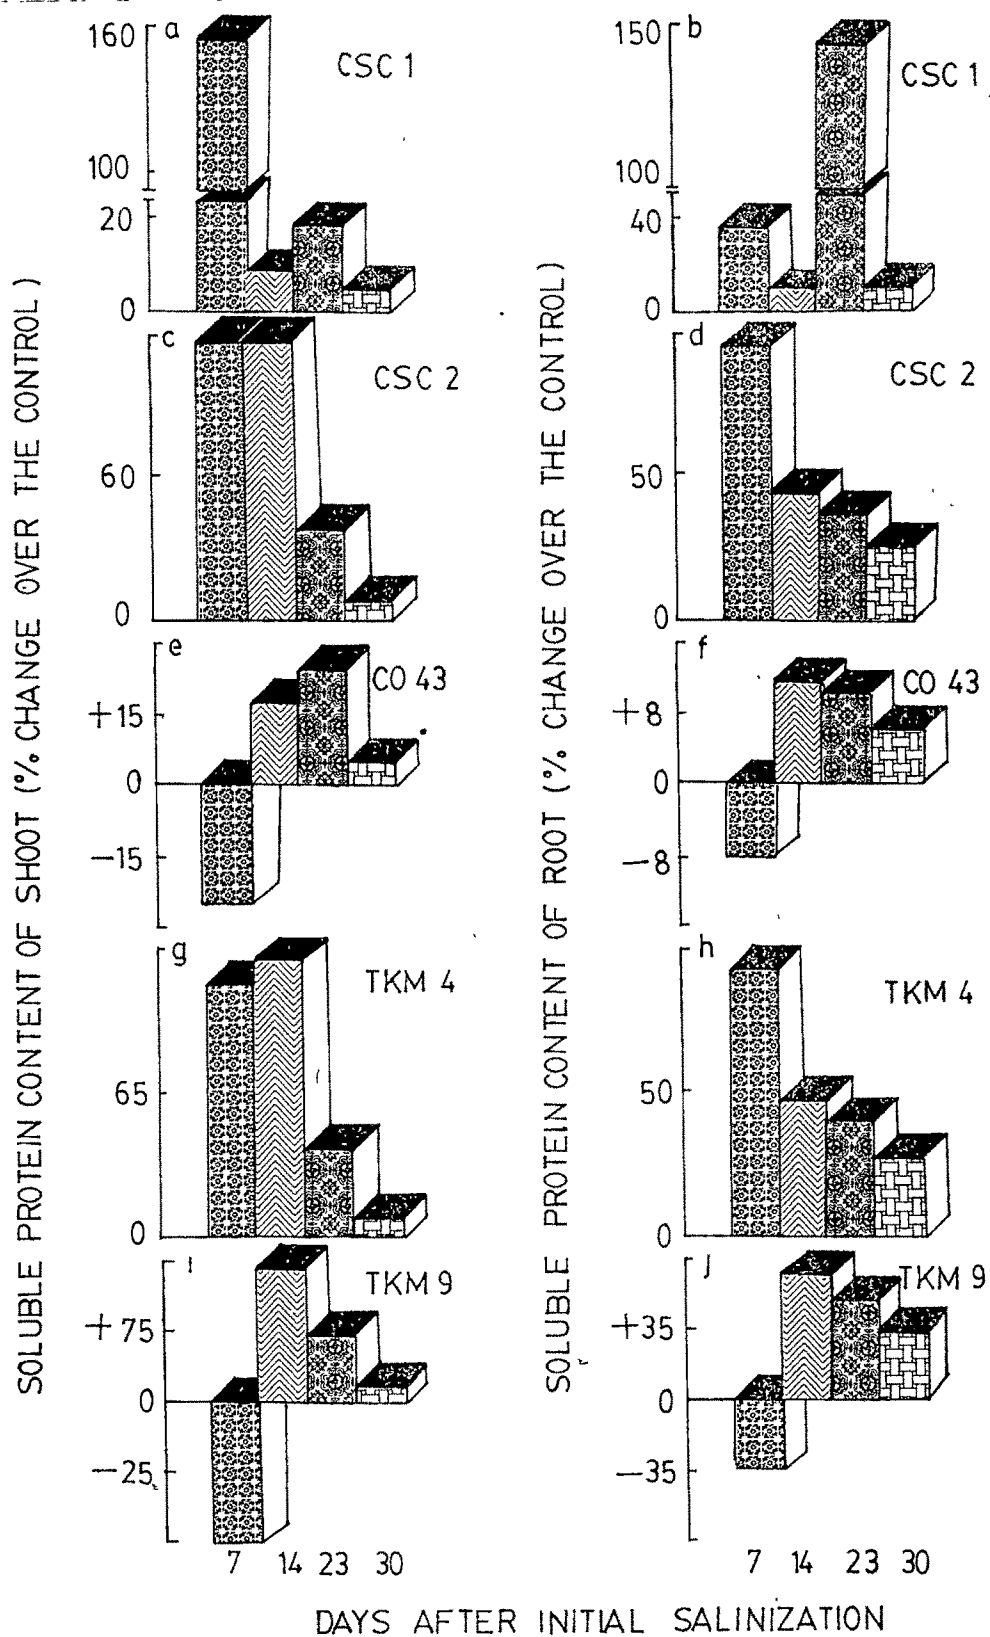 SOLUBLE PROTEIN CONTENT OF SHOOT (% CHANGE OVER THE CONTROL)
160
100
20
0
a
CSC 1
c
CSC 2
60
0
e
CO 43
+15
0
−15
g
TKM 4
65
0
i
TKM 9
+75
0
−25
7 14 23 30
SOLUBLE PROTEIN CONTENT OF ROOT (% CHANGE OVER THE CONTROL)
150
100
40
0
b
CSC 1
d
CSC 2
50
0
f
CO 43
+8
0
−8
h
TKM 4
50
0
j
TKM 9
+35
0
−35
7 14 23 30
DAYS AFTER INITIAL SALINIZATION